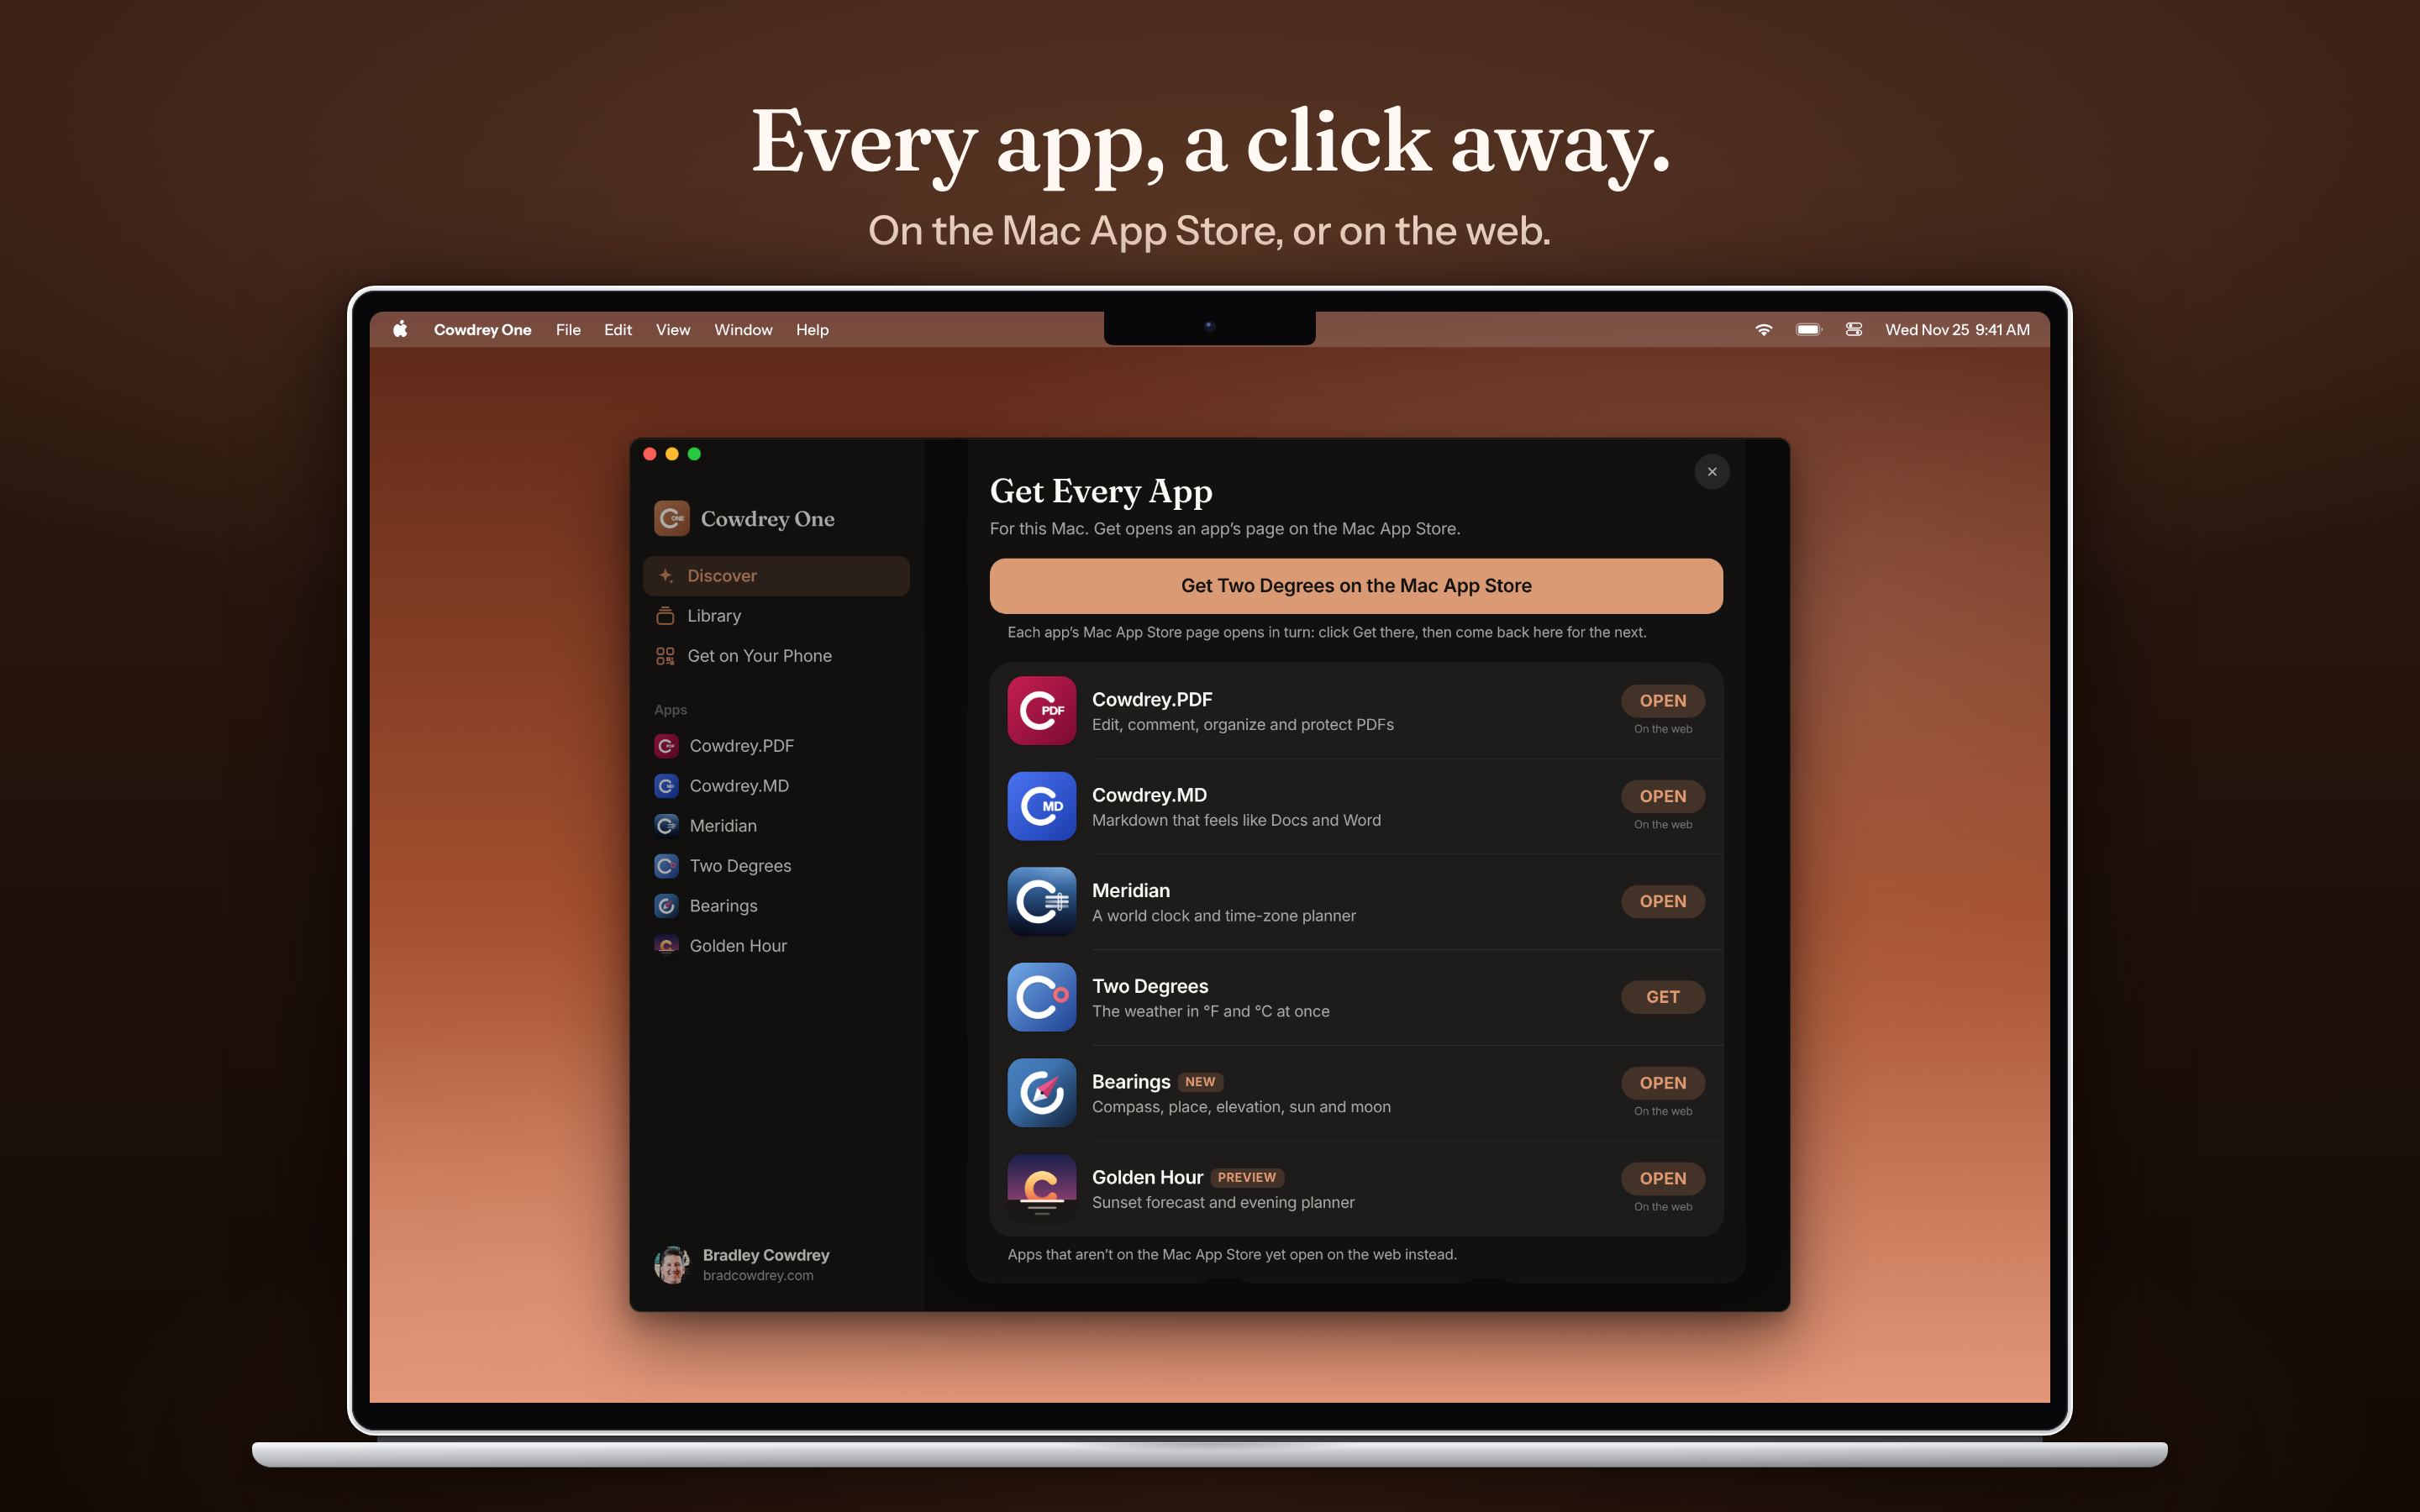 Every app, a click away.
On the Mac App Store, or on the web.
Cowdrey One File Edit View Window Help
Wed Nov 25 9:41 AM
ONE
Cowdrey One
Discover
Library
Get on Your Phone
Apps
Cowdrey.PDF
Cowdrey.MD
Meridian
Two Degrees
Bearings
Golden Hour
Bradley Cowdrey
bradcowdrey.com
Get Every App
For this Mac. Get opens an app’s page on the Mac App Store.
Get Two Degrees on the Mac App Store
Each app’s Mac App Store page opens in turn: click Get there, then come back here for the next.
PDF
Cowdrey.PDF
Edit, comment, organize and protect PDFs
OPEN
On the web
MD
Cowdrey.MD
Markdown that feels like Docs and Word
OPEN
On the web
Meridian
A world clock and time-zone planner
OPEN
Two Degrees
The weather in °F and °C at once
GET
Bearings NEW
Compass, place, elevation, sun and moon
OPEN
On the web
Golden Hour PREVIEW
Sunset forecast and evening planner
OPEN
On the web
Apps that aren’t on the Mac App Store yet open on the web instead.